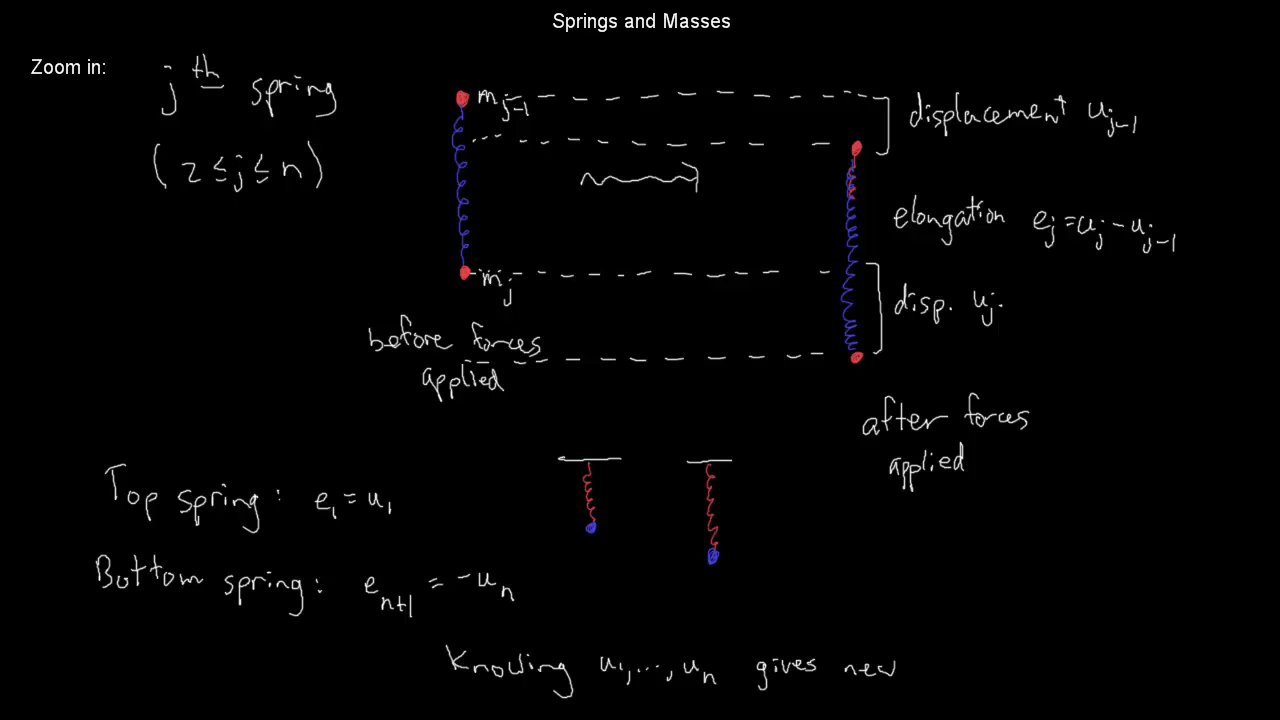 Springs and Masses
Zoom in:
j^th spring
(2 ≤ j ≤ n)
m_{j-1}
displacement u_{j-1}
elongation e_j = u_j - u_{j-1}
m_j
disp. u_j.
before forces
applied
after forces
applied
Top spring: e_1 = u_1
Bottom spring: e_{n+1} = -u_n
Knowing u_1, ..., u_n gives new